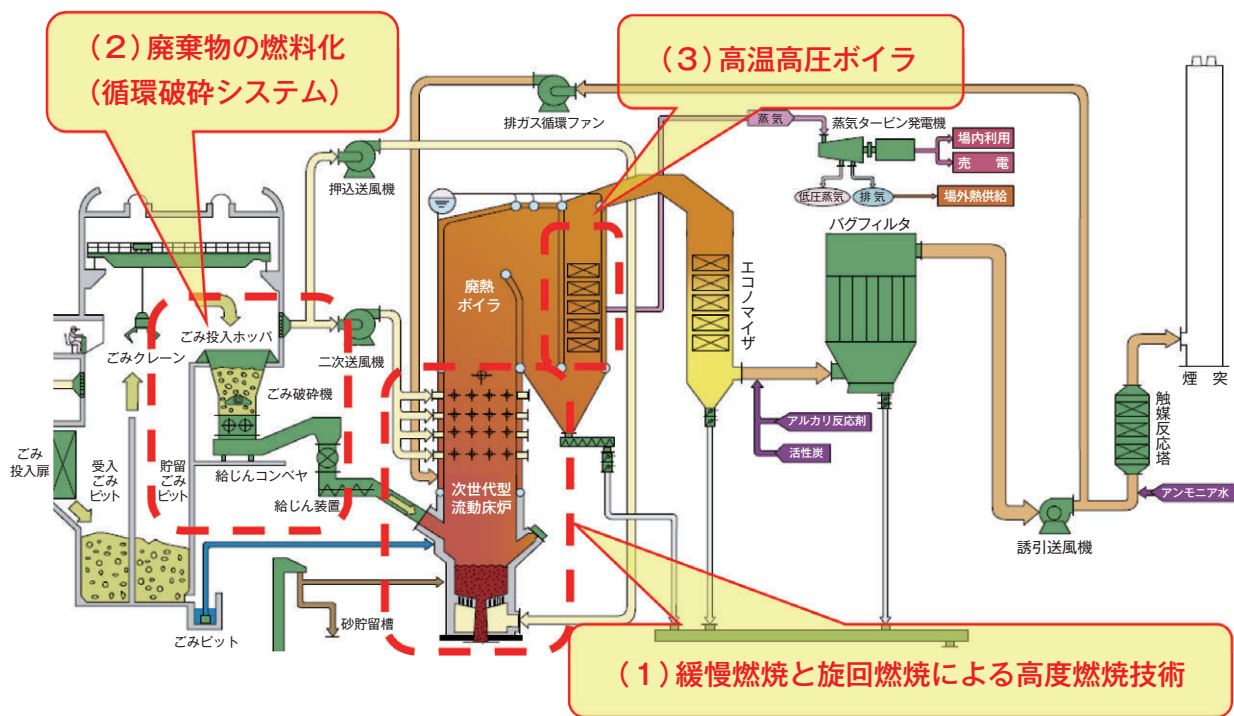 (2)廃棄物の燃料化
(循環破砕システム)
(3)高温高圧ボイラ
排ガス循環ファン
蒸気
蒸気タービン発電機
場内利用
売 電
低圧蒸気
排気
場外熱供給
押込送風機
バグフィルタ
エコノマイザ
廃熱
ボイラ
ごみ投入ホッパ
ごみクレーン
二次送風機
ごみ破砕機
煙 突
触媒反応塔
アルカリ反応剤
活性炭
ごみ
投入扉
受入
ごみ
ピット
貯留
ごみ
ピット
給じんコンベヤ
給じん装置
次世代型
流動床炉
アンモニア水
誘引送風機
砂貯留槽
ごみピット
(1)緩慢燃焼と旋回燃焼による高度燃焼技術